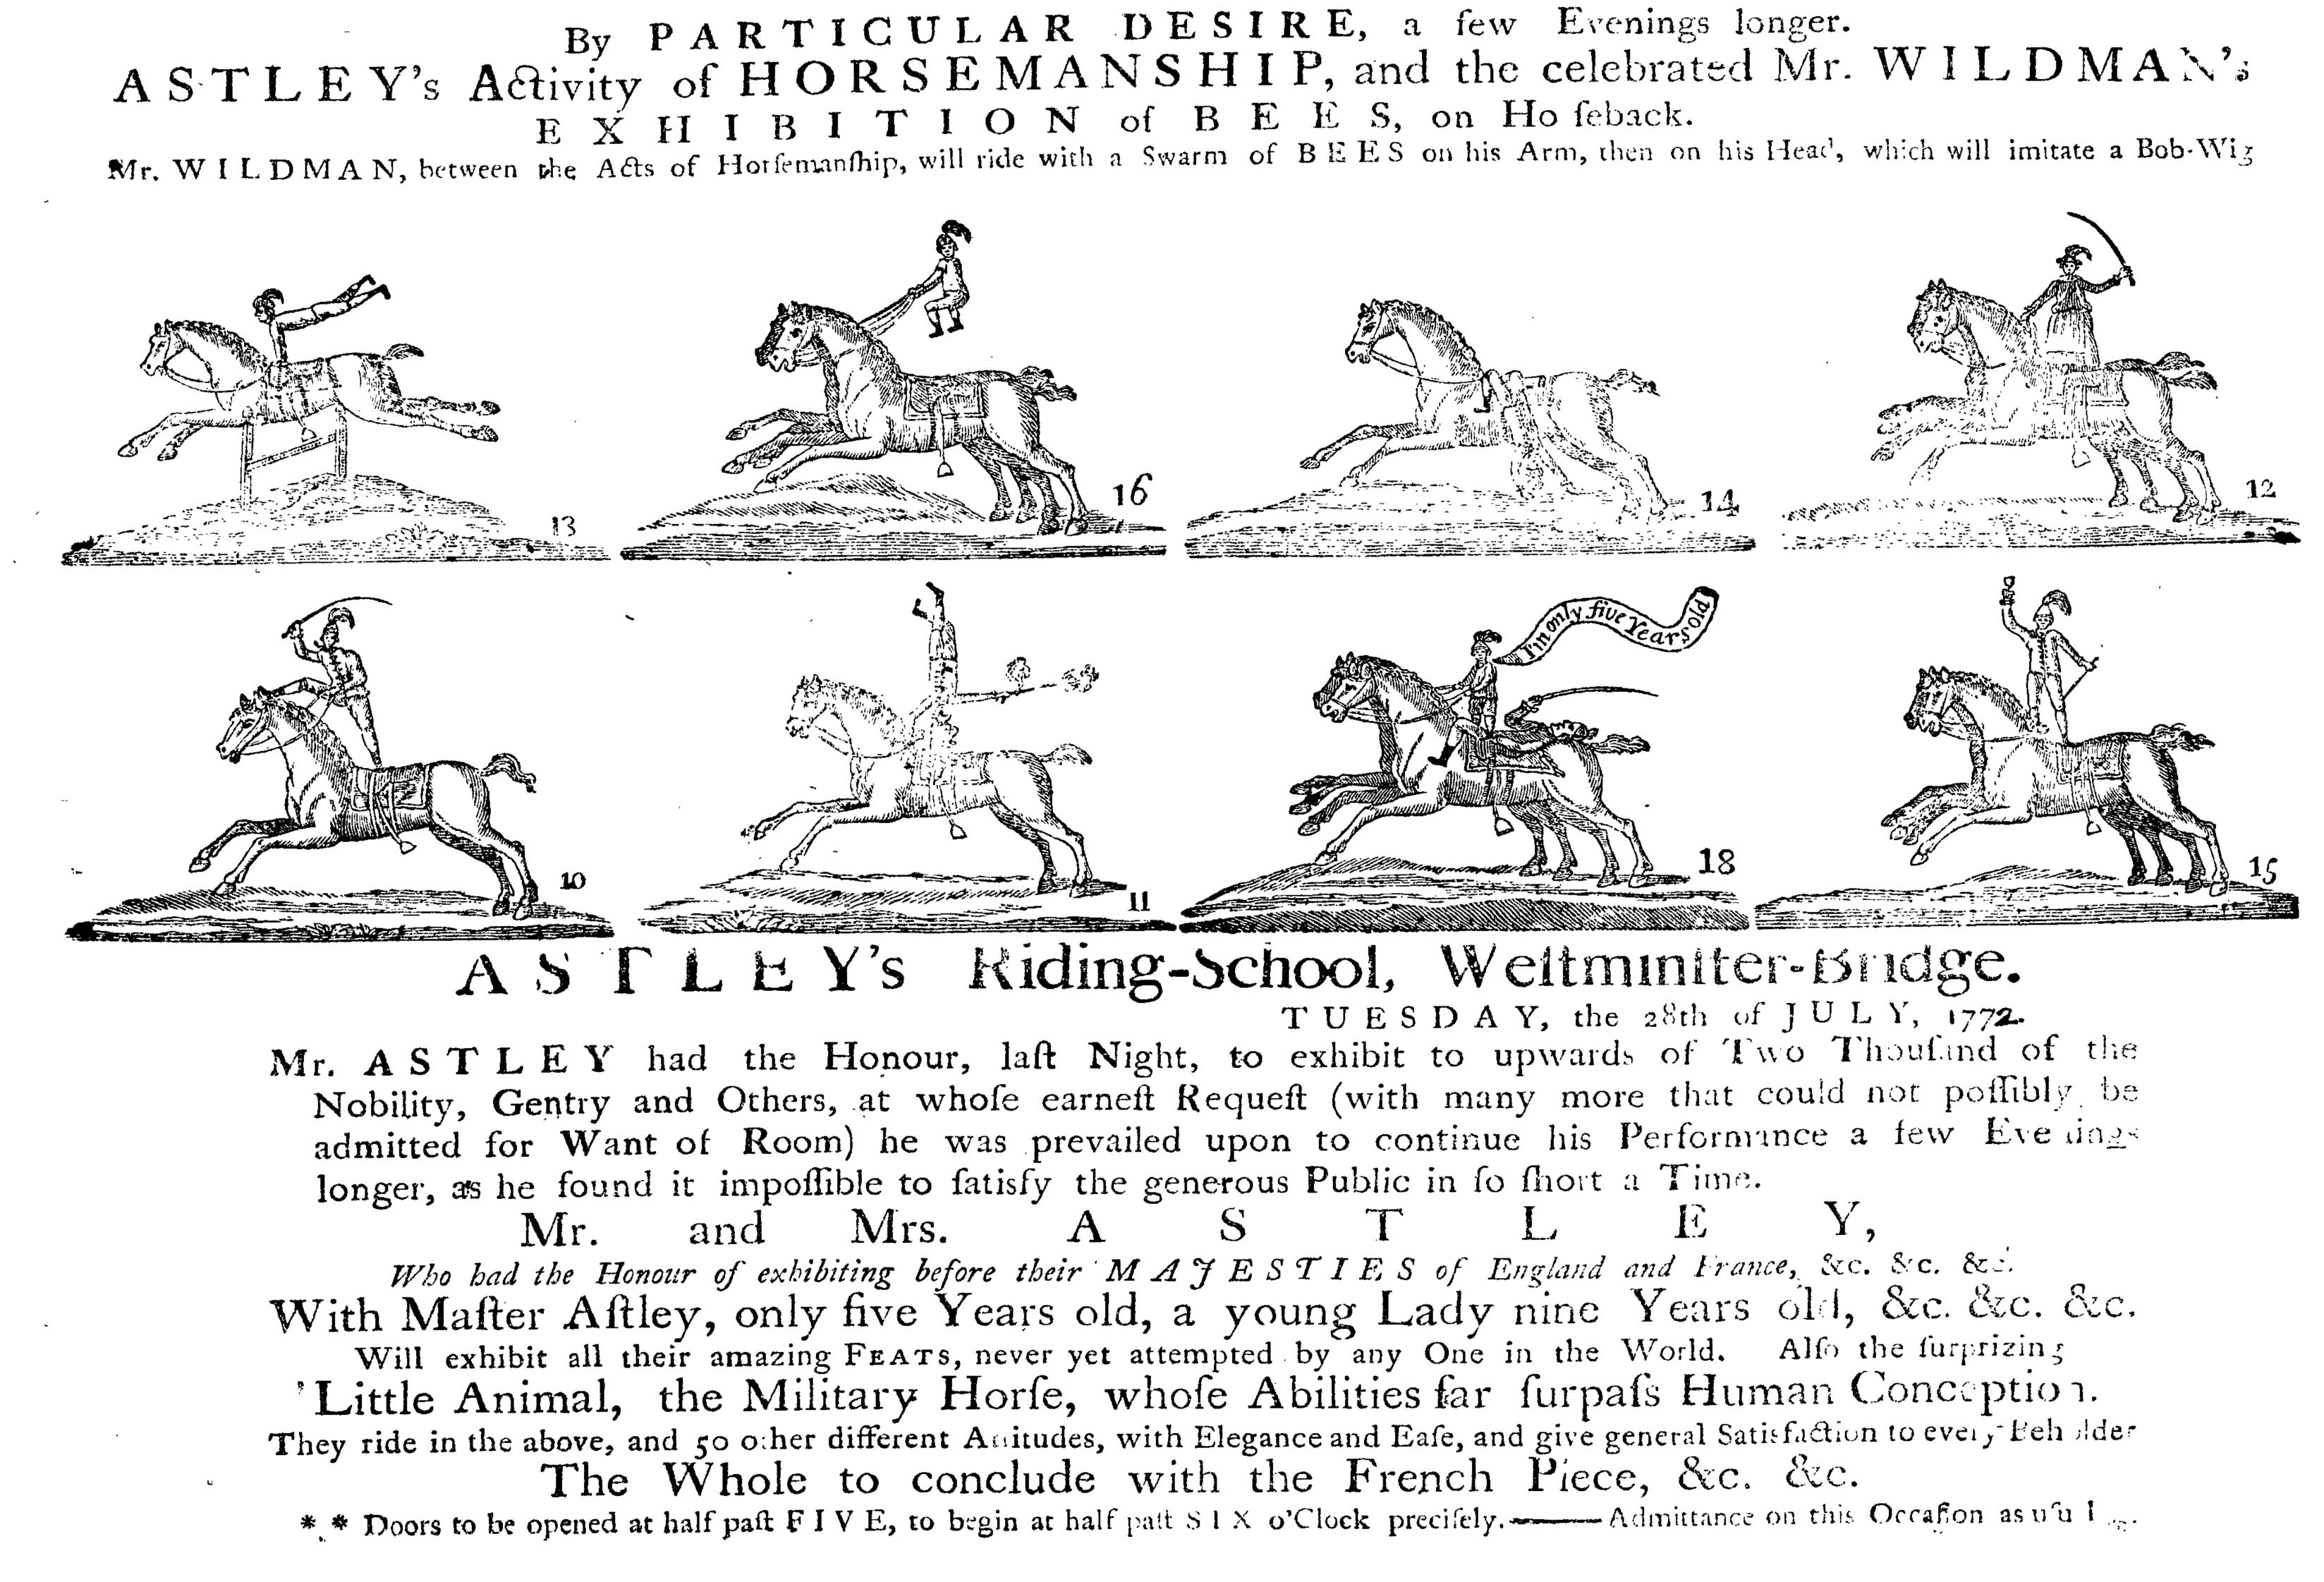 By PARTICULAR DESIRE, a few Evenings longer.
ASTLEY's Activity of HORSEMANSHIP, and the celebrated Mr. WILDMAN's
EXHIBITION of BEES, on Ho ſeback.
Mr. WILDMAN, between the Acts of Horſemanſhip, will ride with a Swarm of BEES on his Arm, then on his Head, which will imitate a Bob-Wig
13
16
14
12
I'm only five Years old
10
11
18
15
ASTLEY's Riding-School, Weſtminſter-Bridge.
TUESDAY, the 28th of JULY, 1772.
Mr. ASTLEY had the Honour, laſt Night, to exhibit to upwards of Two Thouſand of the
Nobility, Gentry and Others, at whoſe earneſt Requeſt (with many more that could not poſſibly be
admitted for Want of Room) he was prevailed upon to continue his Performance a few Evenings
longer, as he found it impoſſible to ſatisfy the generous Public in ſo ſhort a Time.
Mr. and Mrs. ASTLEY,
Who had the Honour of exhibiting before their MAJESTIES of England and France, &c. &c. &c.
With Maſter Aſtley, only five Years old, a young Lady nine Years old, &c. &c. &c.
Will exhibit all their amazing FEATS, never yet attempted by any One in the World. Alſo the ſurprizing
Little Animal, the Military Horſe, whoſe Abilities far ſurpaſs Human Conception.
They ride in the above, and 50 other different Attitudes, with Elegance and Eaſe, and give general Satisfaction to every Beholder
The Whole to conclude with the French Piece, &c. &c.
*.* Doors to be opened at half paſt FIVE, to begin at half paſt SIX o'Clock preciſely.——Admittance on this Occaſion as uſual.